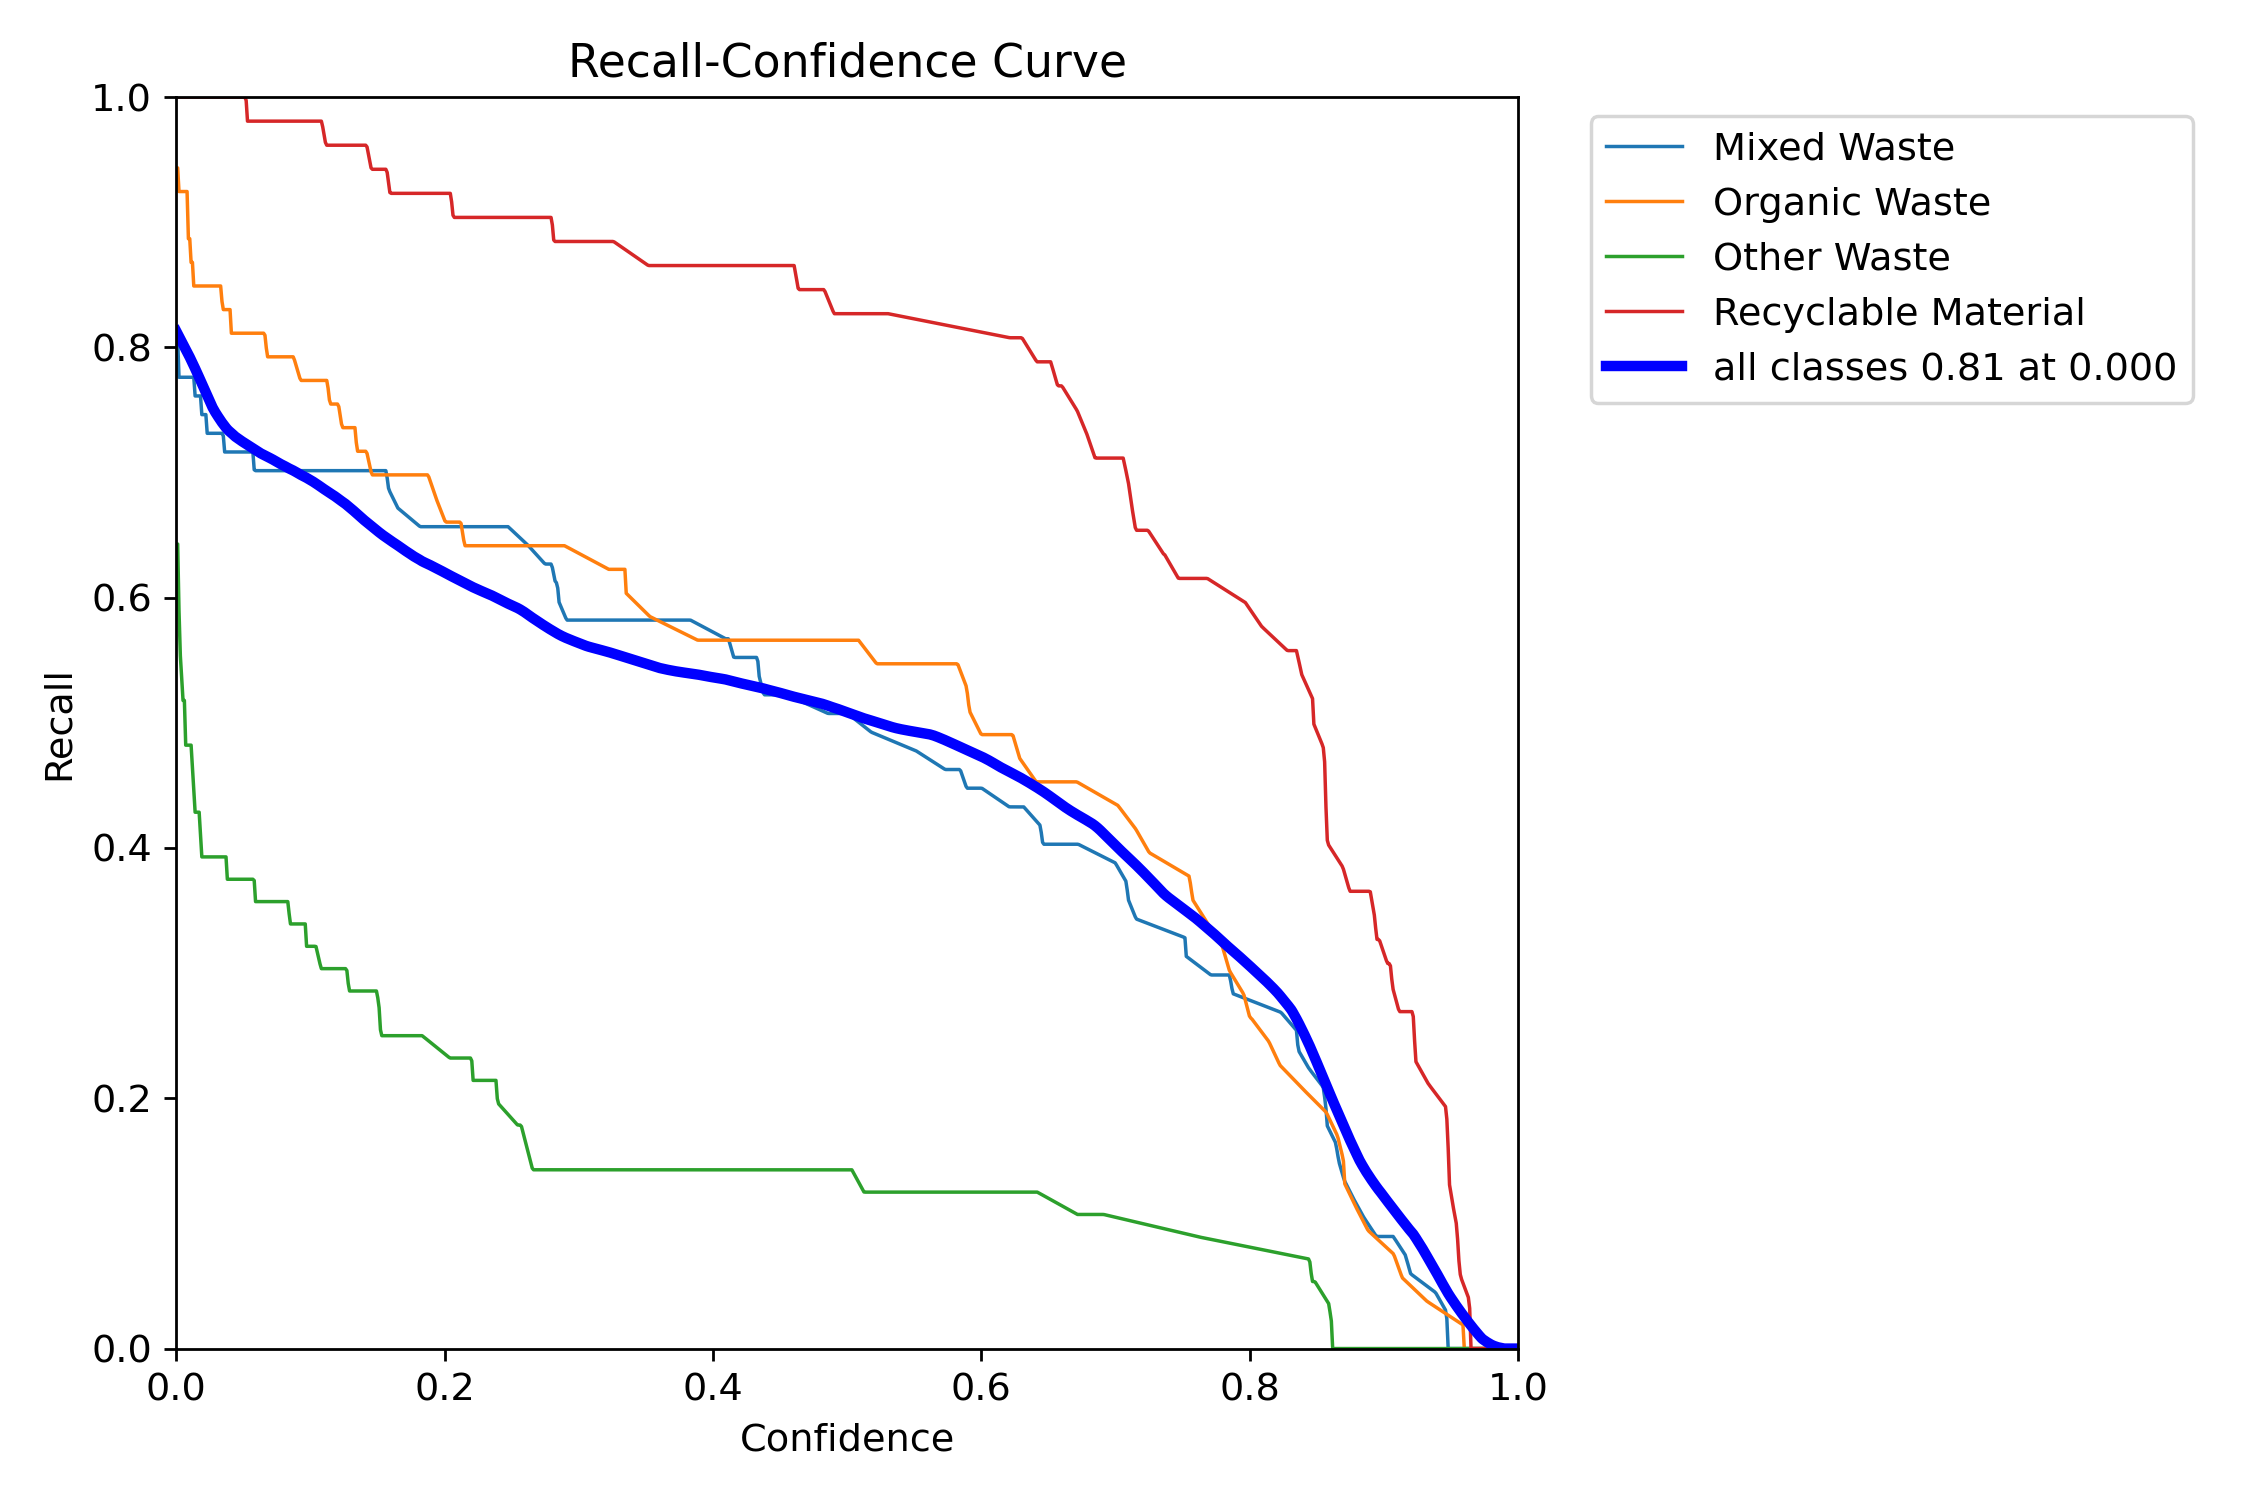 Recall-Confidence Curve
1.0
0.8
0.6
0.4
0.2
0.0
Recall
0.0 0.2 0.4 0.6 0.8 1.0
Confidence
Mixed Waste
Organic Waste
Other Waste
Recyclable Material
all classes 0.81 at 0.000